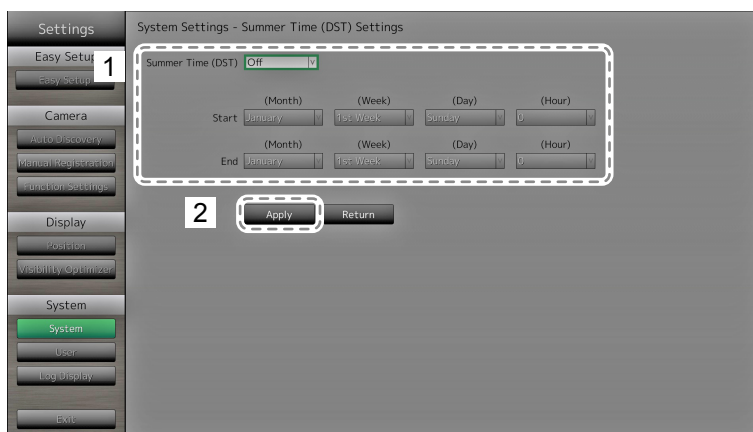 Settings
Easy Setup
Easy Setup
Camera
Auto Discovery
Manual Registration
Function Settings
Display
Position
Visibility Optimizer
System
System
User
Log Display
Exit
System Settings - Summer Time (DST) Settings
1
Summer Time (DST) Off
(Month) (Week) (Day) (Hour)
Start January 1st Week Sunday 0
(Month) (Week) (Day) (Hour)
End January 1st Week Sunday 0
2
Apply Return